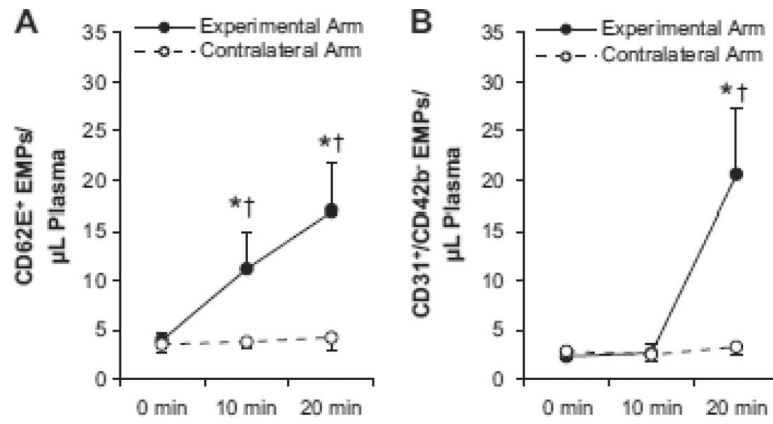 A
Experimental Arm
Contralateral Arm
CD62E⁺ EMPs/
µL Plasma
35
30
25
20
15
10
5
0
*†
*†
0 min 10 min 20 min
B
Experimental Arm
Contralateral Arm
CD31⁺/CD42b⁻ EMPs/
µL Plasma
35
30
25
20
15
10
5
0
*†
0 min 10 min 20 min